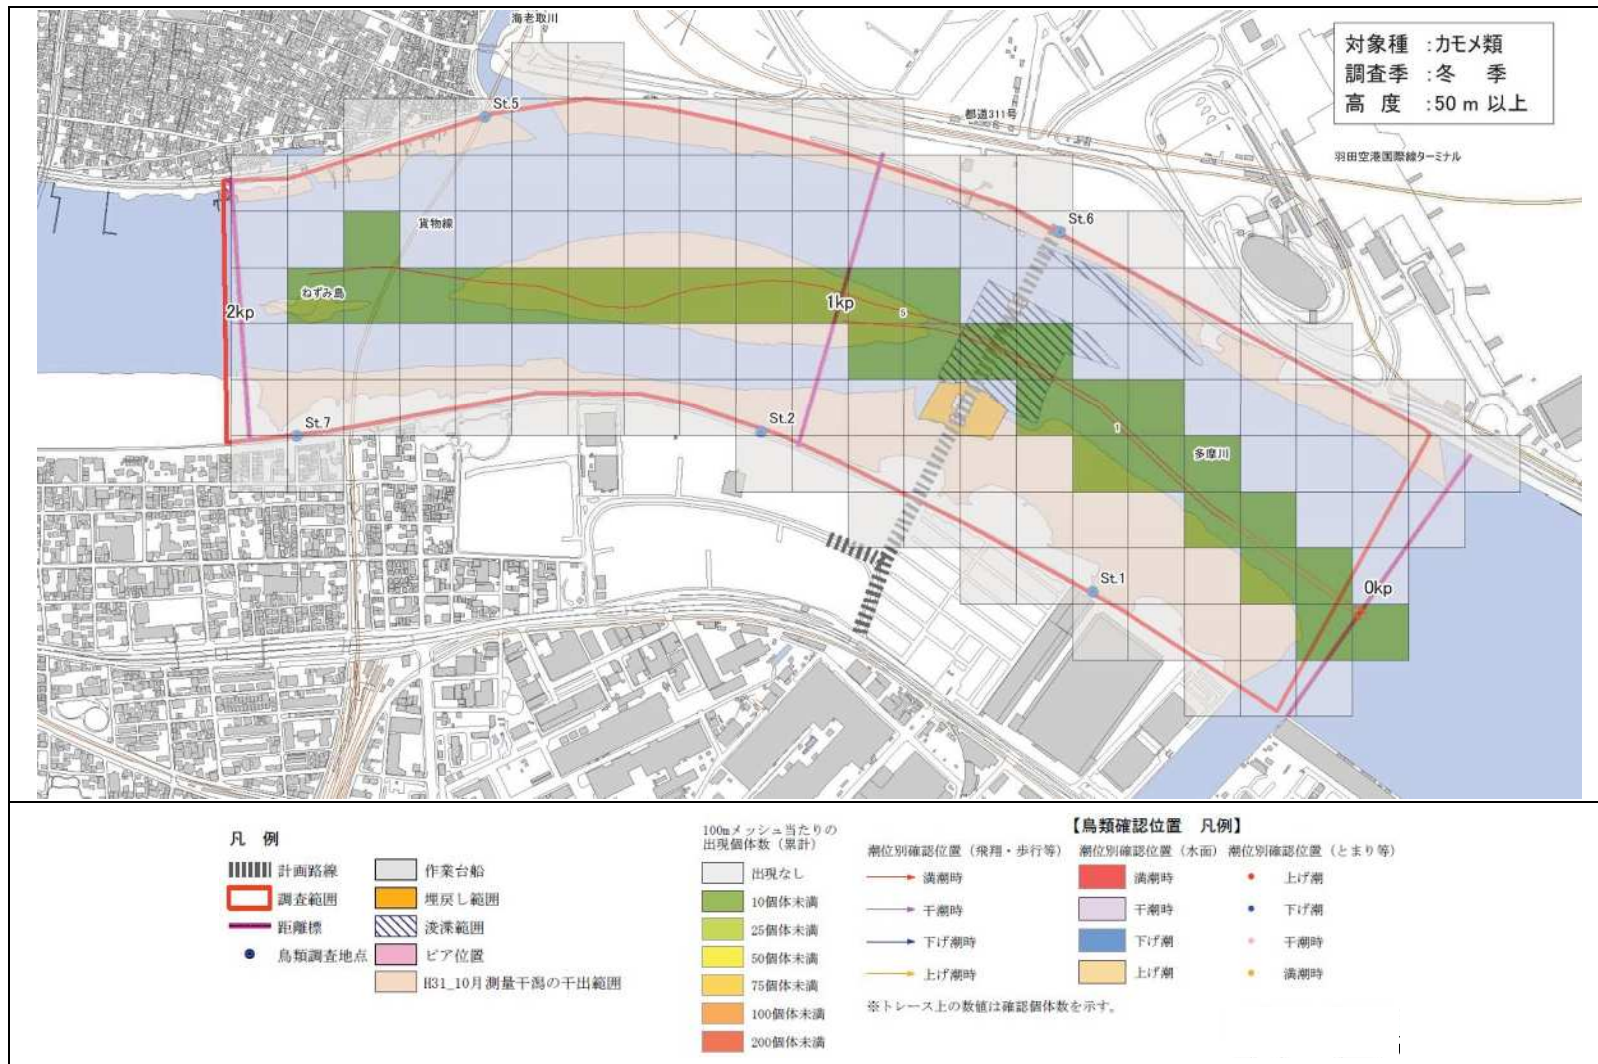 海老取川
対象種 ：カモメ類
調査季 ：冬 季
高 度 ：50 m 以上
St.5
都道311号
羽田空港国際線ターミナル
貨物線
St.6
ねずみ島
2kp
1kp
5
St.7
St.2
1
多摩川
St.1
0kp
凡 例
計画路線
作業台船
調査範囲
埋戻し範囲
距離標
浚渫範囲
鳥類調査地点
ピア位置
H31_10月測量干潟の干出範囲
100mメッシュ当たりの
出現個体数（累計）
出現なし
10個体未満
25個体未満
50個体未満
75個体未満
100個体未満
200個体未満
【鳥類確認位置 凡例】
潮位別確認位置（飛翔・歩行等）
潮位別確認位置（水面）
潮位別確認位置（とまり等）
満潮時
満潮時
上げ潮
干潮時
干潮時
下げ潮
下げ潮時
下げ潮
干潮時
上げ潮時
上げ潮
満潮時
※トレース上の数値は確認個体数を示す。